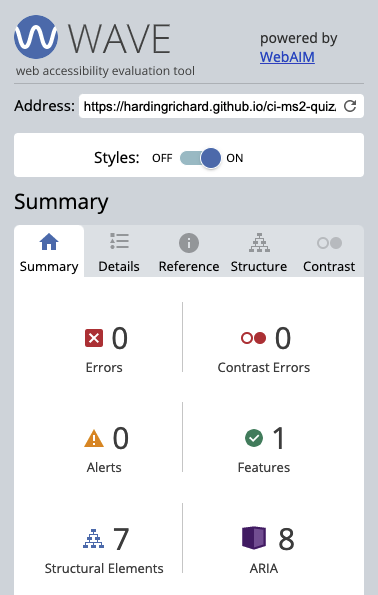 WAVE
powered by
WebAIM
web accessibility evaluation tool
Address: https://hardingrichard.github.io/ci-ms2-quiz
Styles: OFF ON
Summary
Summary Details Reference Structure Contrast
0 0
Errors Contrast Errors
0 1
Alerts Features
7 8
Structural Elements ARIA